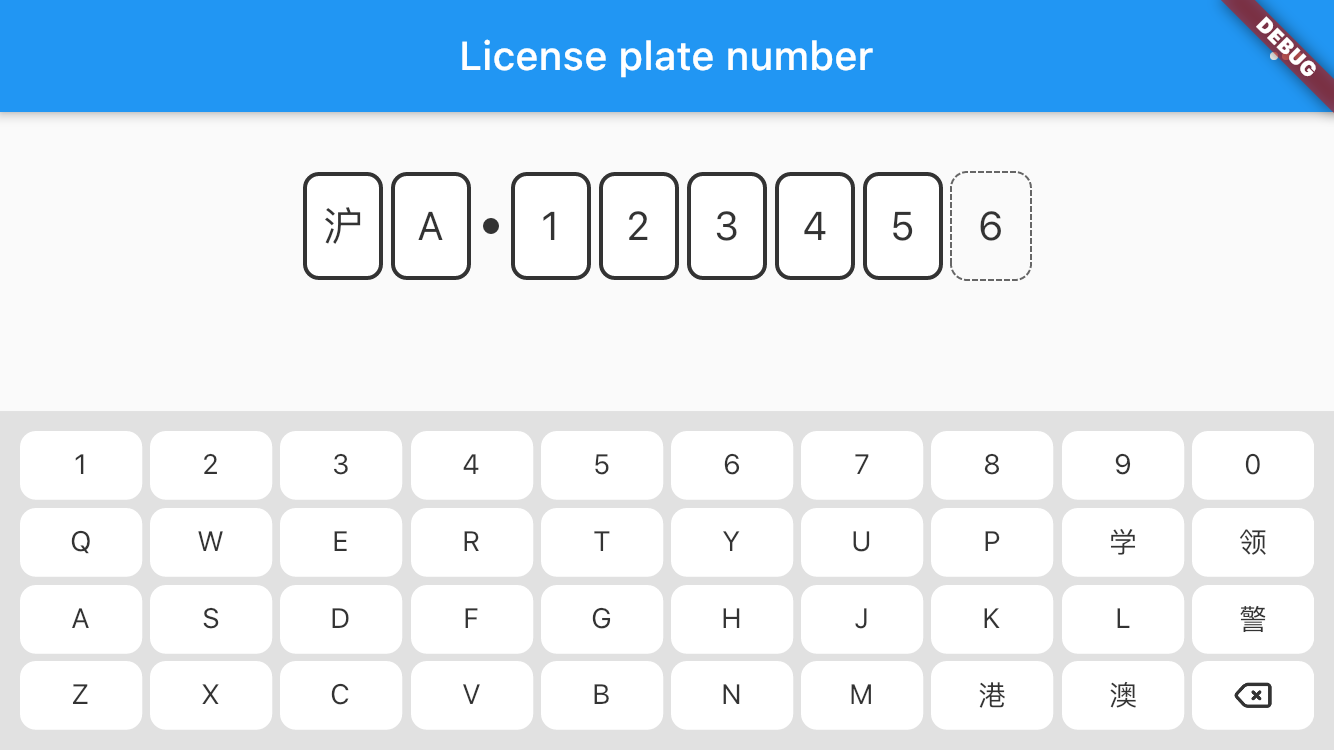 License plate number
DEBUG
沪 A • 1 2 3 4 5 6
1 2 3 4 5 6 7 8 9 0
Q W E R T Y U P 学 领
A S D F G H J K L 警
Z X C V B N M 港 澳